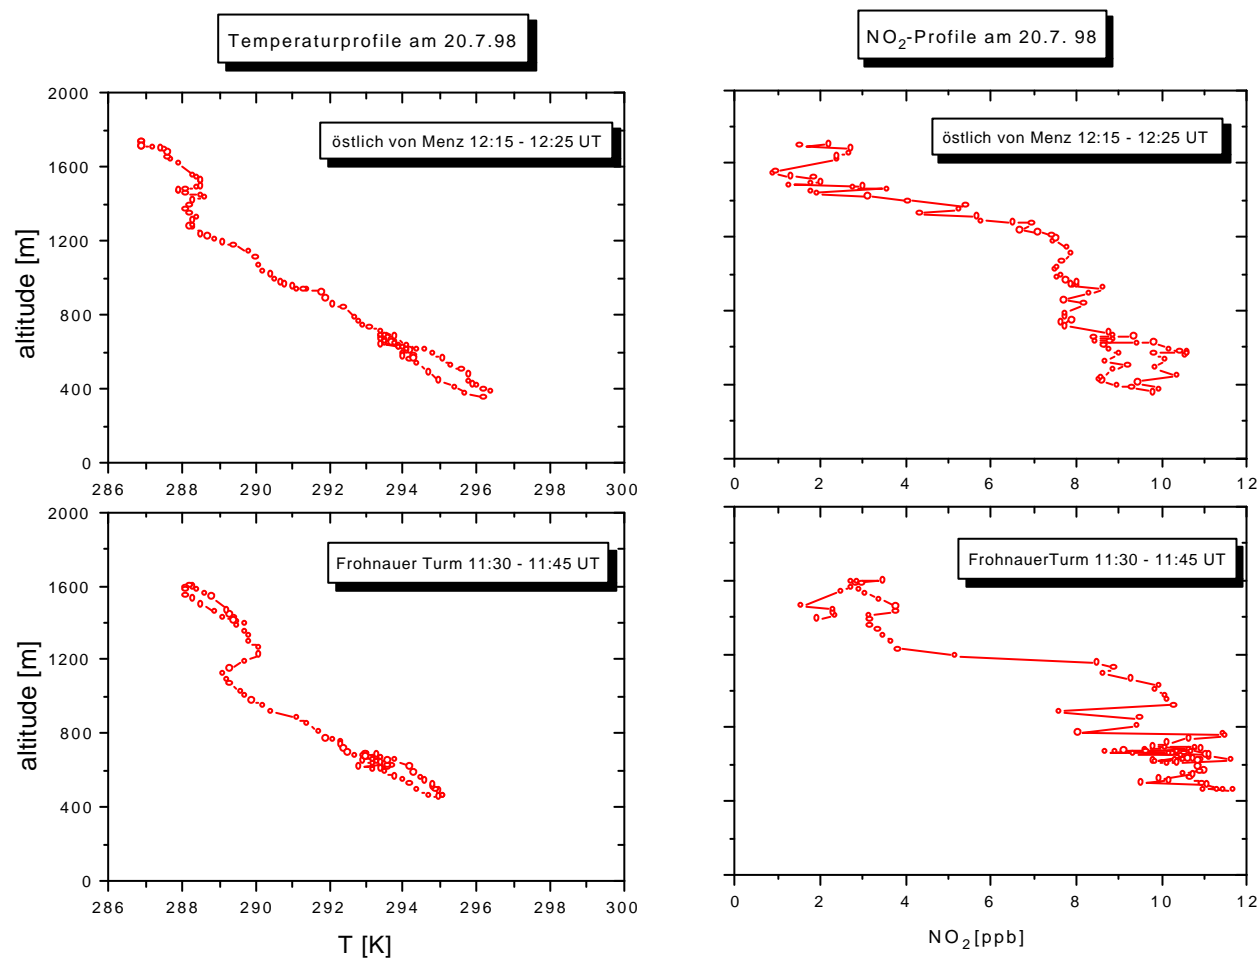 Temperaturprofile am 20.7.98
NO2-Profile am 20.7. 98
2000
1600
1200
800
400
0
altitude [m]
östlich von Menz 12:15 - 12:25 UT
286 288 290 292 294 296 298 300
östlich von Menz 12:15 - 12:25 UT
0 2 4 6 8 10 12
2000
1600
1200
800
400
0
altitude [m]
Frohnauer Turm 11:30 - 11:45 UT
286 288 290 292 294 296 298 300
T [K]
FrohnauerTurm 11:30 - 11:45 UT
0 2 4 6 8 10 12
NO2[ppb]